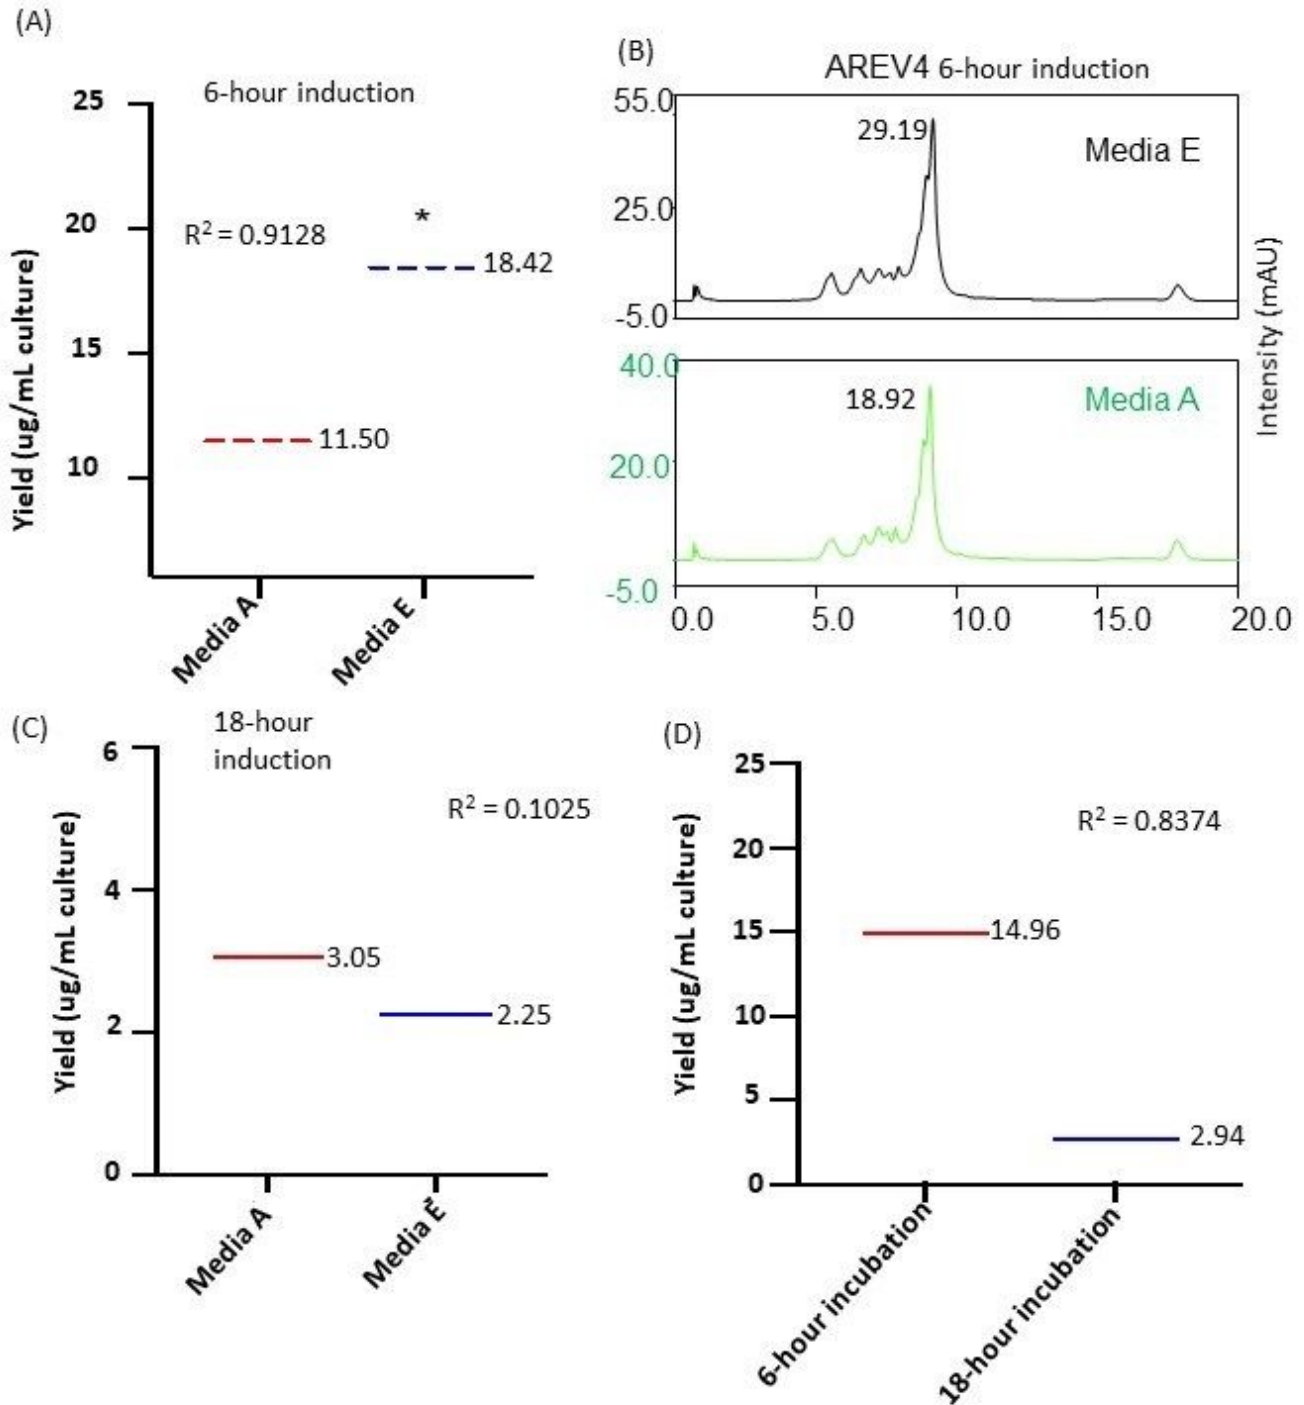 (A)
6-hour induction
25
20
15
10
R² = 0.9128
*
18.42
11.50
Yield (ug/mL culture)
Media A
Media E
(B)
AREV4 6-hour induction
55.0
25.0
-5.0
29.19
Media E
40.0
20.0
-5.0
18.92
Media A
0.0 5.0 10.0 15.0 20.0
Intensity (mAU)
(C)
18-hour
induction
6
4
2
0
R² = 0.1025
3.05
2.25
Yield (ug/mL culture)
Media A
Media E
(D)
25
20
15
10
5
0
R² = 0.8374
14.96
2.94
Yield (ug/mL culture)
6-hour incubation
18-hour incubation